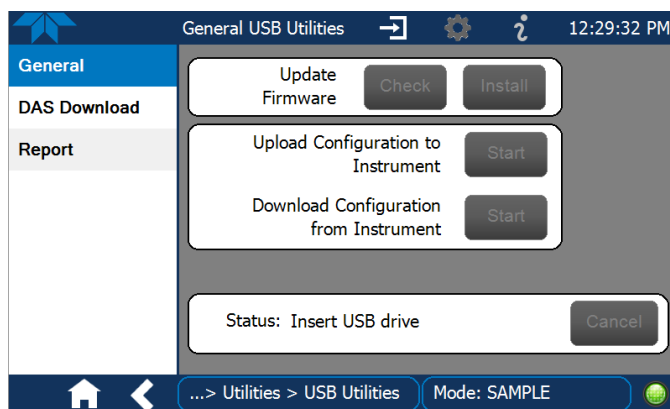 General USB Utilities 12:29:32 PM
General
DAS Download
Report
Update
Firmware
Check
Install
Upload Configuration to
Instrument
Start
Download Configuration
from Instrument
Start
Status: Insert USB drive
Cancel
...> Utilities > USB Utilities
Mode: SAMPLE